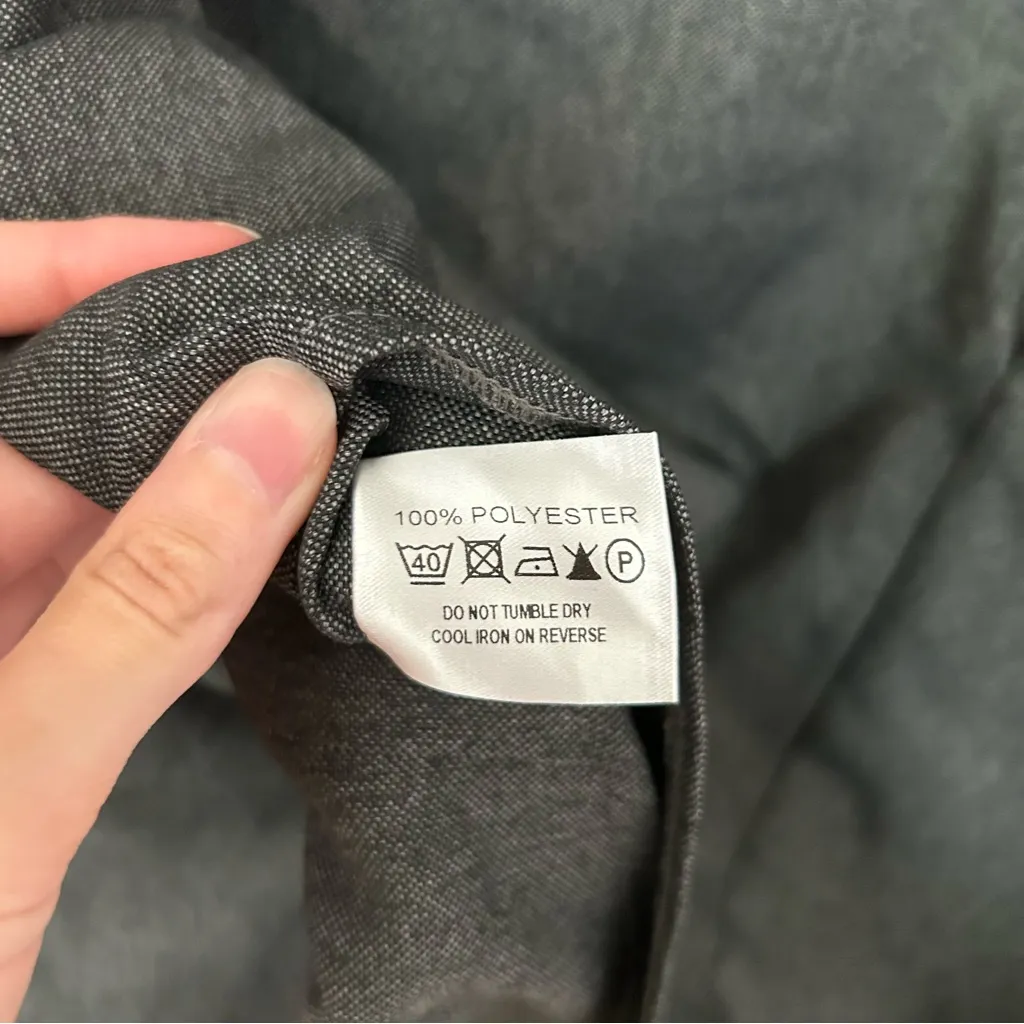 100% POLYESTER
40 P
DO NOT TUMBLE DRY
COOL IRON ON REVERSE